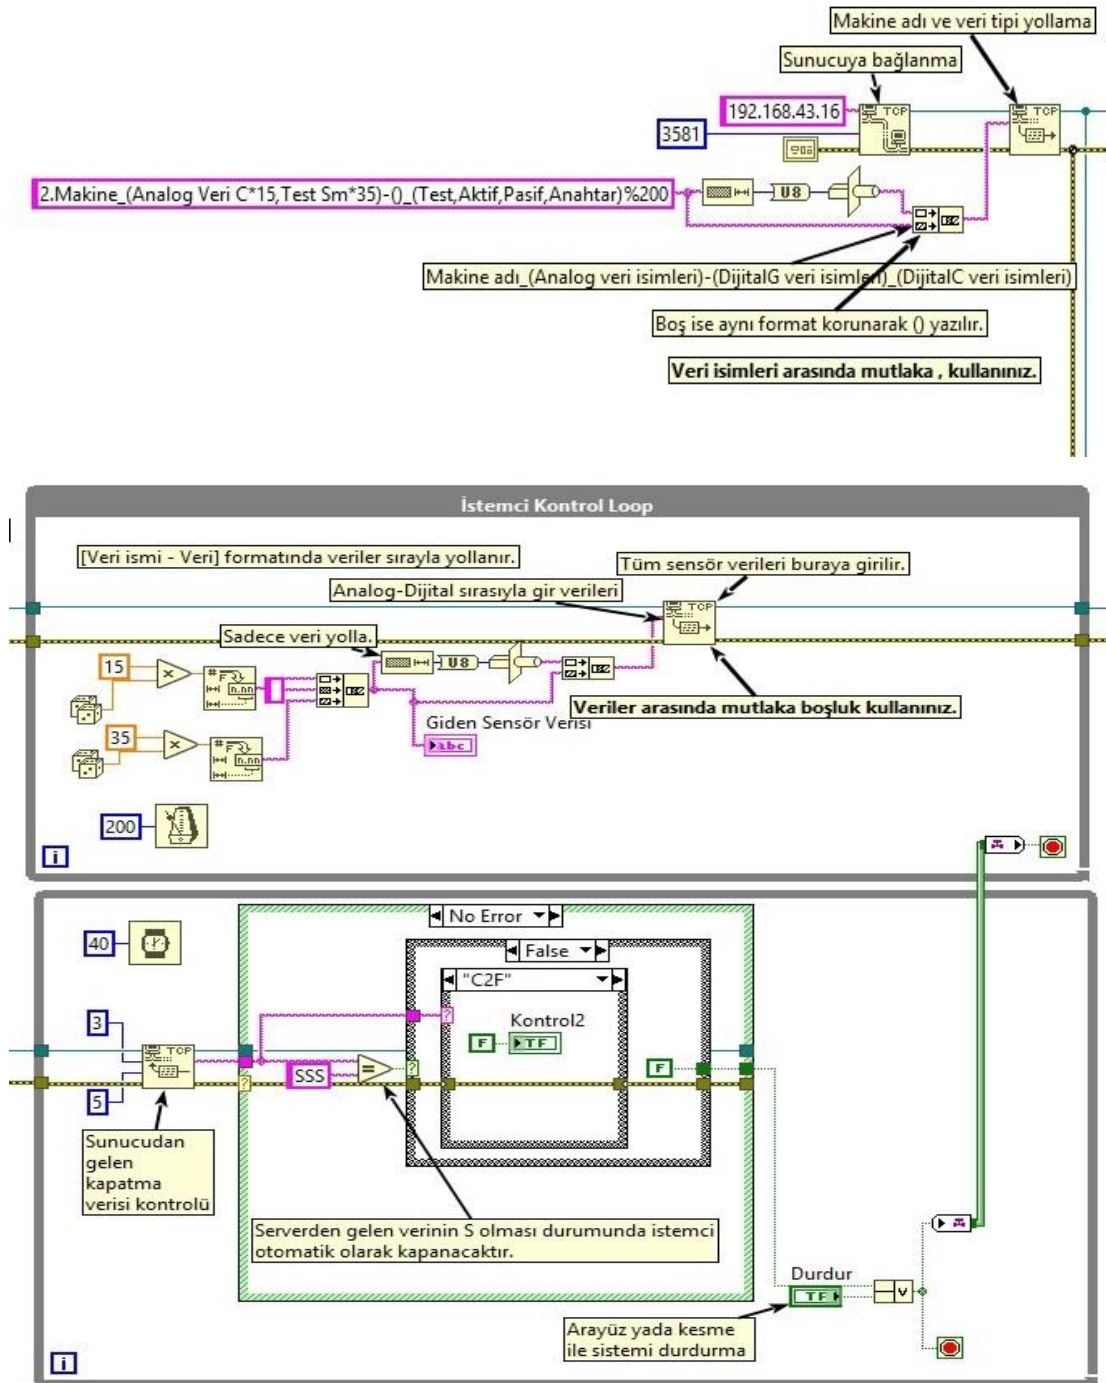 Makine adı ve veri tipi yollama
Sunucuya bağlanma
192.168.43.16
TCP
TCP
3581
2.Makine_(Analog Veri C*15,Test Sm*35)-()_(Test,Aktif,Pasif,Anahtar)%200
U8
Makine adı_(Analog veri isimleri)-(DijitalG veri isimleri)_(DijitalC veri isimleri)
Boş ise aynı format korunarak () yazılır.
Veri isimleri arasında mutlaka , kullanınız.
İstemci Kontrol Loop
[Veri ismi - Veri] formatında veriler sırayla yollanır.
Tüm sensör verileri buraya girilir.
Analog-Dijital sırasıyla gir verileri
TCP
Sadece veri yolla.
U8
15
Veriler arasında mutlaka boşluk kullanınız.
Giden Sensör Verisi
abc
35
200
i
No Error
40
False
"C2F"
3
Kontrol2
F
TF
TCP
SSS
=
F
5
Sunucudan
gelen
kapatma
verisi kontrolü
Serverden gelen verinin S olması durumunda istemci
otomatik olarak kapanacaktır.
Durdur
TF
V
Arayüz yada kesme
ile sistemi durdurma
i